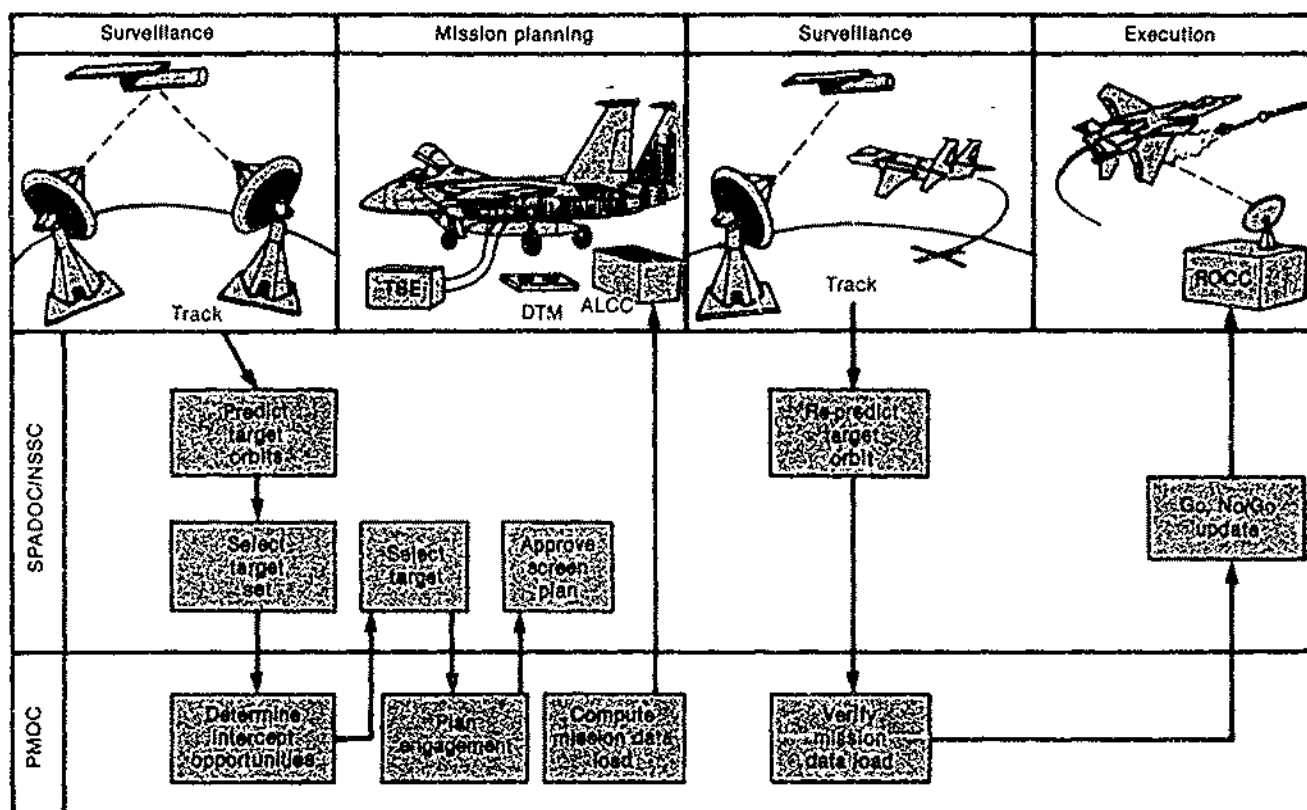 Surveillance
Mission planning
Surveillance
Execution
Track
TBE
DTM
ALCC
Track
ROCC
SPADOC/NSSC
Predict
target
orbits
Select
target
set
Select
target
Approve
screen
plan
Re-predict
target
orbit
Go, No/Go
update
PMOC
Determine
intercept
opportunities
Plan
engagement
Compute
mission data
load
Verify
mission
data load